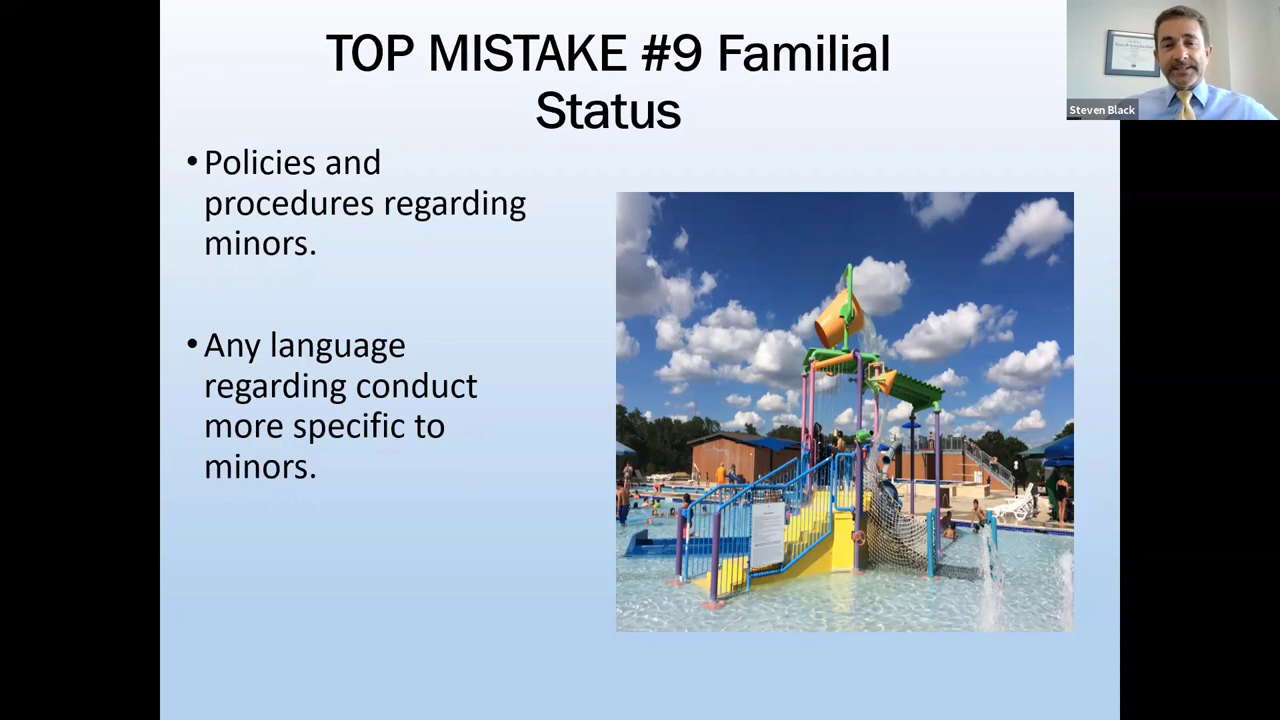 TOP MISTAKE #9 Familial
Status
• Policies and
procedures regarding
minors.
• Any language
regarding conduct
more specific to
minors.
Steven Black